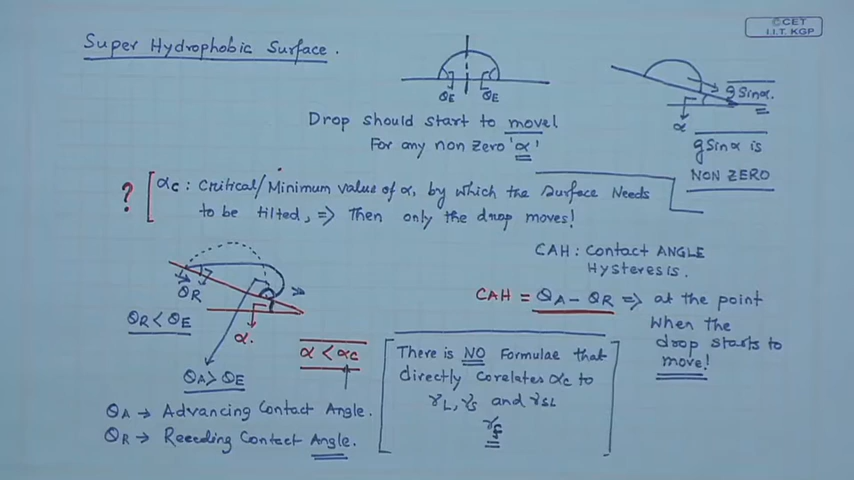 ©CET
I.I.T. KGP
Super Hydrophobic Surface.
θE θE
Drop should start to move
For any non zero 'α'
gSinα.
α
gSinα is
NON ZERO
? αc: Critical/Minimum value of α, by which the Surface Needs
to be tilted, => Then only the drop moves!
CAH: Contact ANGLE
Hysteresis.
θR
θR < θE
α.
θA > θE
α < αc
CAH = θA - θR => at the point
When the
drop starts to
move!
There is NO Formulae that
directly corelates αc to
γL, γs and γSL
γf
θA → Advancing Contact Angle.
θR → Receeding Contact Angle.